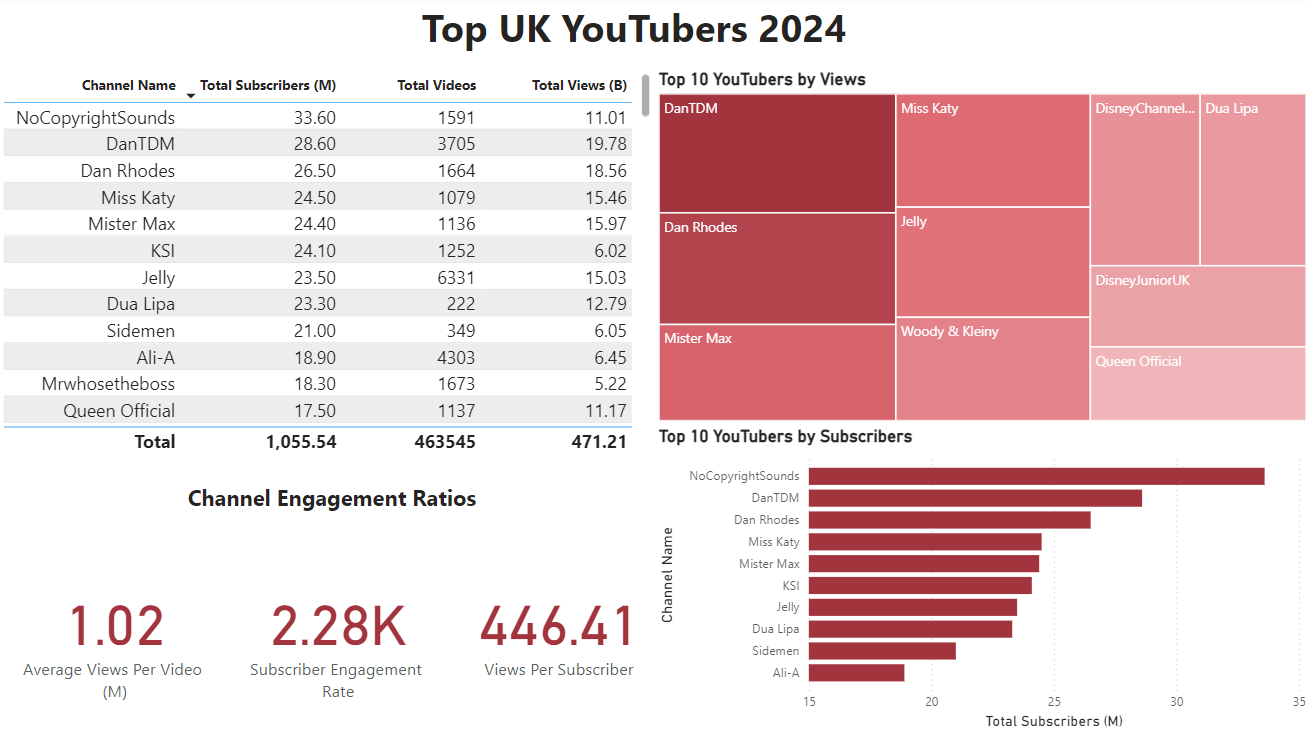 Top UK YouTubers 2024
Channel Name Total Subscribers (M) Total Videos Total Views (B)
NoCopyrightSounds 33.60 1591 11.01
DanTDM 28.60 3705 19.78
Dan Rhodes 26.50 1664 18.56
Miss Katy 24.50 1079 15.46
Mister Max 24.40 1136 15.97
KSI 24.10 1252 6.02
Jelly 23.50 6331 15.03
Dua Lipa 23.30 222 12.79
Sidemen 21.00 349 6.05
Ali-A 18.90 4303 6.45
Mrwhosetheboss 18.30 1673 5.22
Queen Official 17.50 1137 11.17
Total 1,055.54 463545 471.21
Channel Engagement Ratios
1.02
Average Views Per Video
(M)
2.28K
Subscriber Engagement
Rate
446.41
Views Per Subscriber
Top 10 YouTubers by Views
DanTDM
Dan Rhodes
Mister Max
Miss Katy
Jelly
Woody & Kleiny
DisneyChannel...
Dua Lipa
DisneyJuniorUK
Queen Official
Top 10 YouTubers by Subscribers
Channel Name
NoCopyrightSounds
DanTDM
Dan Rhodes
Miss Katy
Mister Max
KSI
Jelly
Dua Lipa
Sidemen
Ali-A
15 20 25 30 35
Total Subscribers (M)